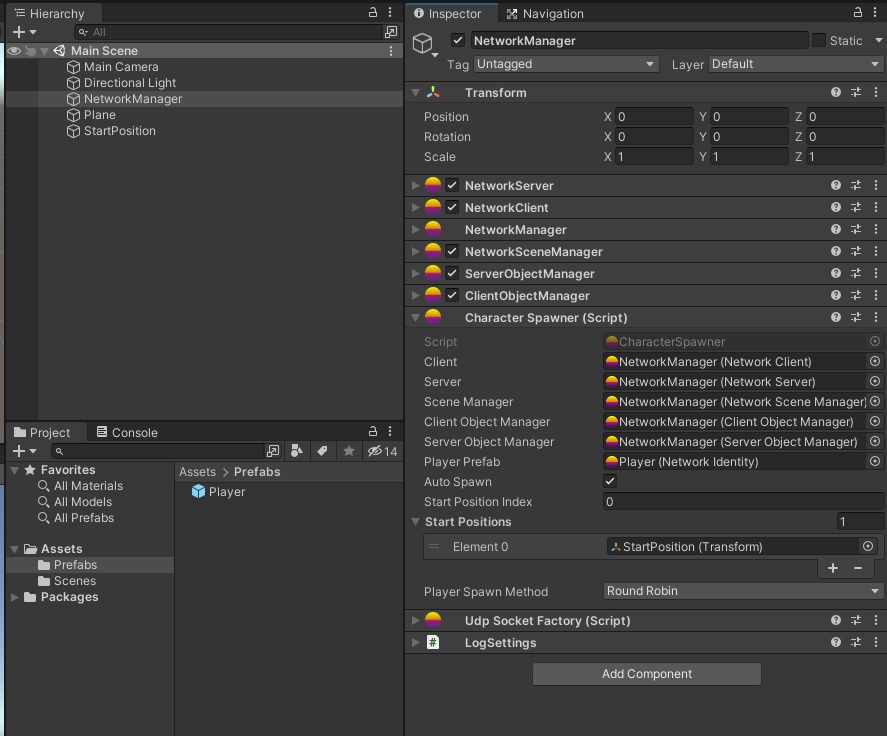 Hierarchy
All
Main Scene
Main Camera
Directional Light
NetworkManager
Plane
StartPosition
Project
Console
14
Favorites
All Materials
All Models
All Prefabs
Assets
Prefabs
Scenes
Packages
Assets > Prefabs
Player
Inspector
Navigation
NetworkManager
Static
Tag Untagged
Layer Default
Transform
Position X 0 Y 0 Z 0
Rotation X 0 Y 0 Z 0
Scale X 1 Y 1 Z 1
NetworkServer
NetworkClient
NetworkManager
NetworkSceneManager
ServerObjectManager
ClientObjectManager
Character Spawner (Script)
Script CharacterSpawner
Client NetworkManager (Network Client)
Server NetworkManager (Network Server)
Scene Manager NetworkManager (Network Scene Manager)
Client Object Manager NetworkManager (Client Object Manager)
Server Object Manager NetworkManager (Server Object Manager)
Player Prefab Player (Network Identity)
Auto Spawn
Start Position Index 0
Start Positions 1
Element 0 StartPosition (Transform)
+ −
Player Spawn Method Round Robin
Udp Socket Factory (Script)
# LogSettings
Add Component